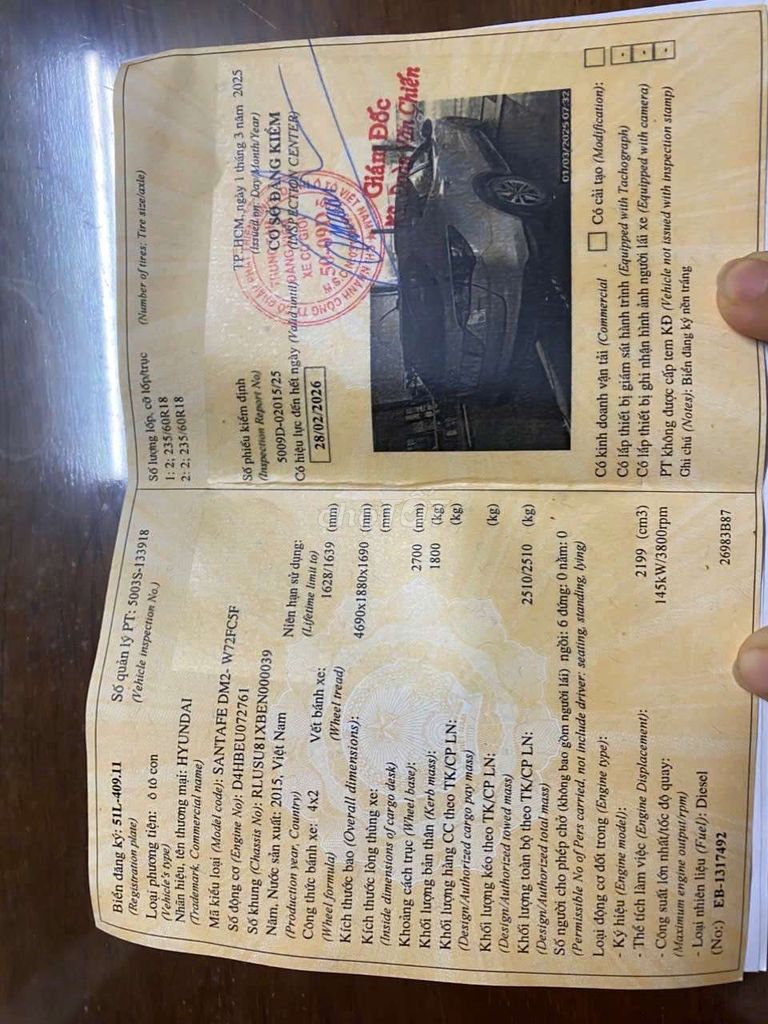 Biển đăng ký: 51L-409.11
(Registration plate)
Số quản lý PT: 5003S-133918
(Vehicle inspection No.)
Loại phương tiện: ô tô con
(Vehicle's type)
Nhãn hiệu, tên thương mại: HYUNDAI
(Trademark, Commercial name)
Mã kiểu loại (Model code): SANTAFE DM2- W72FC5F
Số động cơ (Engine No): D4HBEU072761
Số khung (Chassis No): RLUSU81XBEN000039
Năm, Nước sản xuất: 2015, Việt Nam
(Production year, Country)
Niên hạn sử dụng:
(Lifetime limit to)
Công thức bánh xe: 4x2
(Wheel formula)
Vết bánh xe: 1628/1639 (mm)
(Wheel tread)
Kích thước bao (Overall dimensions): 4690x1880x1690 (mm)
Kích thước lòng thùng xe: (mm)
(Inside dimensions of cargo desk)
Khoảng cách trục (Wheel base): 2700 (mm)
Khối lượng bản thân (Kerb mass): 1800 (kg)
Khối lượng hàng CC theo TK/CP LN: (kg)
(Design/Authorized cargo pay mass)
Khối lượng kéo theo TK/CP LN: (kg)
(Design/Authorized towed mass)
Khối lượng toàn bộ theo TK/CP LN: 2510/2510 (kg)
(Design/Authorized total mass)
Số người cho phép chở (không bao gồm người lái) ngồi: 6 đứng: 0 nằm: 0
(Permissible No of Pers carried, not include driver: seating, standing, lying)
Loại động cơ đốt trong (Engine type):
- Ký hiệu (Engine model):
- Thể tích làm việc (Engine Displacement): 2199 (cm3)
- Công suất lớn nhất/tốc độ quay: 145kW/3800rpm
(Maximum engine output/rpm)
- Loại nhiên liệu (Fuel): Diesel
(No:) EB-1317492
26983B87
Số lượng lốp, cỡ lốp/trục (Number of tires; Tire size/axle)
1: 2; 235/60R18
2: 2; 235/60R18
Số phiếu kiểm định
(Inspection Report No)
5009D-02015/25
Có hiệu lực đến hết ngày (Valid until)
28/02/2026
TP. HCM, ngày 1 tháng 3 năm 2025
(Issued on: Day/Month/Year)
CƠ SỞ ĐĂNG KIỂM
(INSPECTION CENTER)
TRUNG
ĐĂNG
XE CƠ GIỚI
50-09D
Giám Đốc
Văn Chiến
01/03/2025 07:32
Có kinh doanh vận tải (Commercial
Có cải tạo (Modification):
Có lắp thiết bị giám sát hành trình (Equipped with Tachograph)
Có lắp thiết bị ghi nhận hình ảnh người lái xe (Equipped with camera)
PT không được cấp tem KĐ (Vehicle not issued with inspection stamp)
Ghi chú (Notes): Biển đăng ký nền trắng